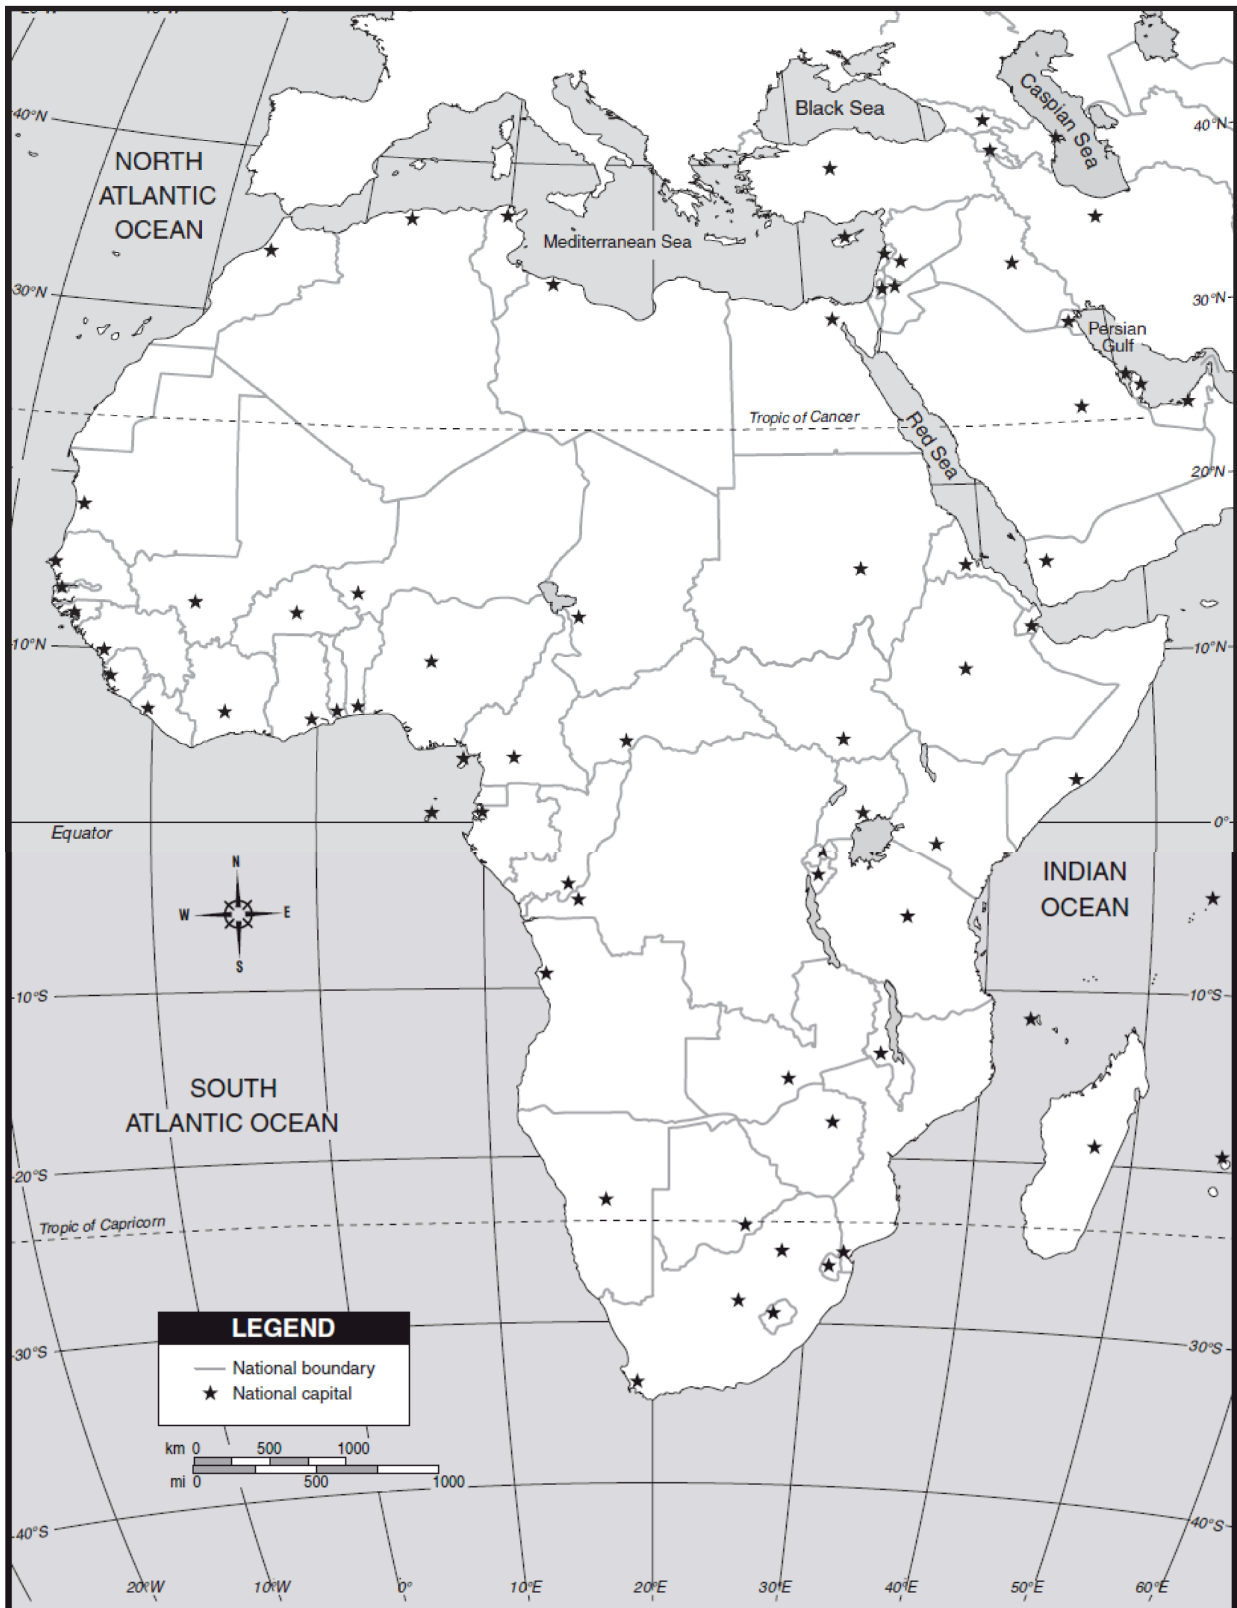 20°W
10°W
0°
40°N
Black Sea
Caspian Sea
40°N
NORTH
ATLANTIC
OCEAN
Mediterranean Sea
30°N
30°N
Persian
Gulf
Tropic of Cancer
Red Sea
20°N
10°N
10°N
Equator
0°
N
W
E
S
INDIAN
OCEAN
10°S
10°S
SOUTH
ATLANTIC OCEAN
20°S
Tropic of Capricorn
LEGEND
National boundary
National capital
30°S
30°S
km 0 500 1000
mi 0 500 1000
40°S
40°S
20°W
10°W
0°
10°E
20°E
30°E
40°E
50°E
60°E